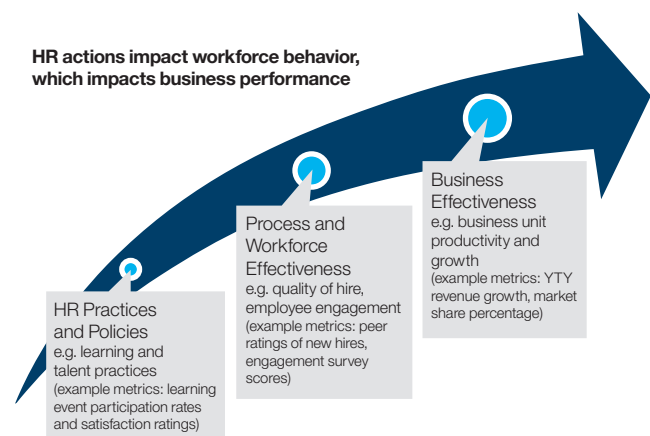 HR actions impact workforce behavior,
which impacts business performance
HR Practices
and Policies
e.g. learning and
talent practices
(example metrics: learning
event participation rates
and satisfaction ratings)
Process and
Workforce
Effectiveness
e.g. quality of hire,
employee engagement
(example metrics: peer
ratings of new hires,
engagement survey
scores)
Business
Effectiveness
e.g. business unit
productivity and
growth
(example metrics: YTY
revenue growth, market
share percentage)